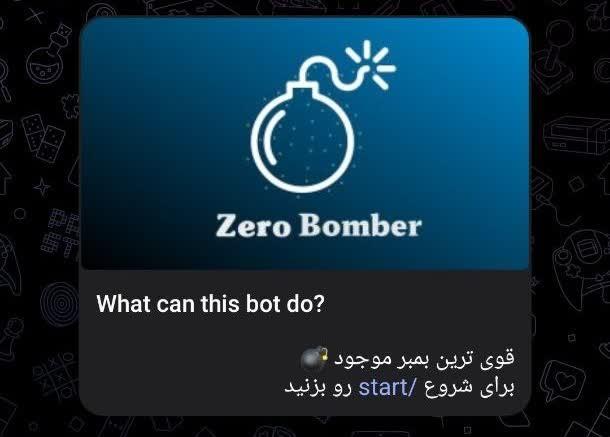 Zero Bomber
What can this bot do?
قوی ترین بمبر موجود 💣
برای شروع /start رو بزنید